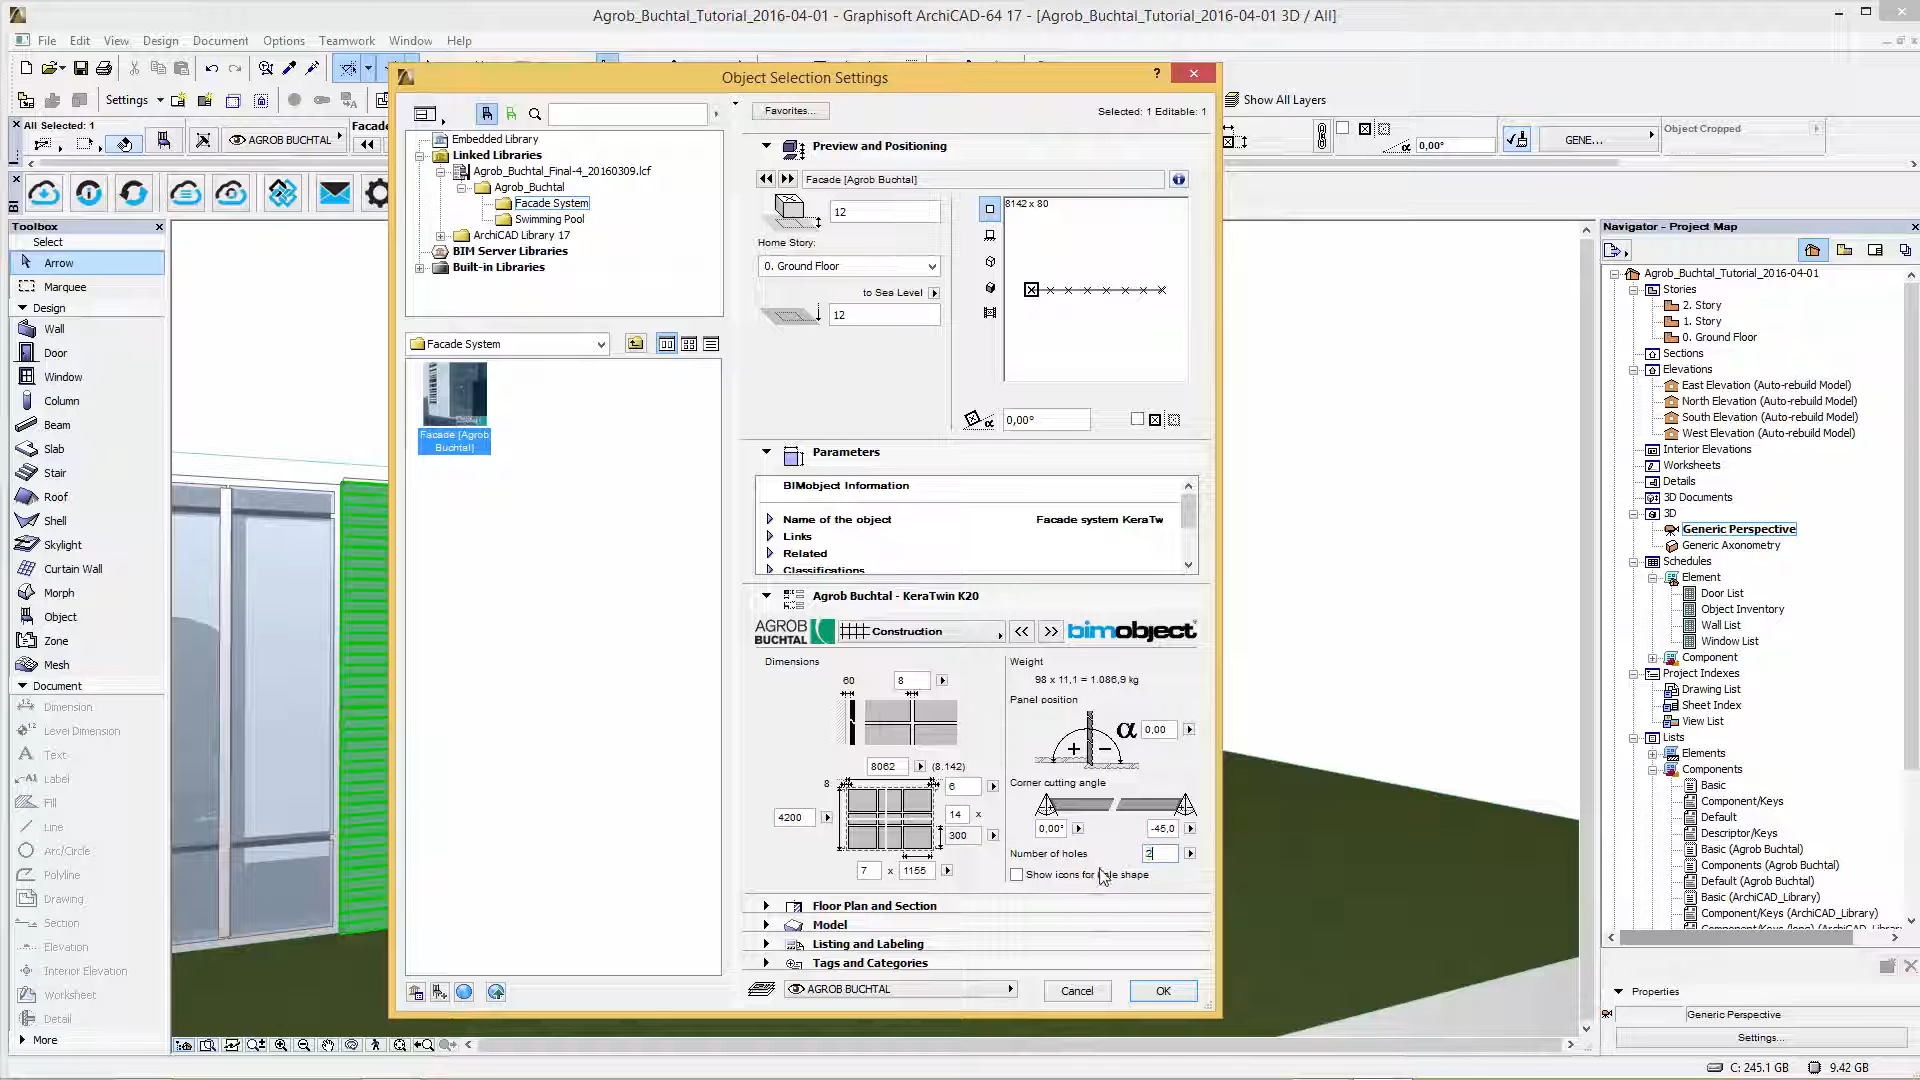 Agrob_Buchtal_Tutorial_2016-04-01 - Graphisoft ArchiCAD-64 17 - [Agrob_Buchtal_Tutorial_2016-04-01 3D / All]
File Edit View Design Document Options Teamwork Window Help
Settings
Show All Layers
All Selected: 1
AGROB BUCHTAL
Facade
0,00°
GENE...
Object Cropped
BI
Toolbox
Select
Arrow
Marquee
Design
Wall
Door
Window
Column
Beam
Slab
Stair
Roof
Shell
Skylight
Curtain Wall
Morph
Object
Zone
Mesh
Document
Dimension
Level Dimension
Text
Label
Fill
Line
Arc/Circle
Polyline
Drawing
Section
Elevation
Interior Elevation
Worksheet
Detail
More
Object Selection Settings
Embedded Library
Linked Libraries
Agrob_Buchtal_Final-4_20160309.lcf
Agrob_Buchtal
Facade System
Swimming Pool
ArchiCAD Library 17
BIM Server Libraries
Built-in Libraries
Facade System
Facade [Agrob
Buchtal]
Favorites...
Selected: 1 Editable: 1
Preview and Positioning
Facade [Agrob Buchtal]
12
Home Story:
0. Ground Floor
to Sea Level
12
8142 x 80
α 0,00°
Parameters
BIMobject Information
Name of the object Facade system KeraTw
Links
Related
Classifications
Agrob Buchtal - KeraTwin K20
AGROB
BUCHTAL
Construction
<< >>
bimobject
Dimensions
60 8
8062 (8.142)
8 6
14 x
4200 300
7 x 1155
Weight
98 x 11,1 = 1.086,9 kg
Panel position
α 0,00
+ −
Corner cutting angle
0,00° -45,0
Number of holes 2
Show icons for hole shape
Floor Plan and Section
Model
Listing and Labeling
Tags and Categories
AGROB BUCHTAL
Cancel OK
Navigator - Project Map
Agrob_Buchtal_Tutorial_2016-04-01
Stories
2. Story
1. Story
0. Ground Floor
Sections
Elevations
East Elevation (Auto-rebuild Model)
North Elevation (Auto-rebuild Model)
South Elevation (Auto-rebuild Model)
West Elevation (Auto-rebuild Model)
Interior Elevations
Worksheets
Details
3D Documents
3D
Generic Perspective
Generic Axonometry
Schedules
Element
Door List
Object Inventory
Wall List
Window List
Component
Project Indexes
Drawing List
Sheet Index
View List
Lists
Elements
Components
Basic
Component/Keys
Default
Descriptor/Keys
Basic (Agrob Buchtal)
Components (Agrob Buchtal)
Default (Agrob Buchtal)
Basic (ArchiCAD_Library)
Component/Keys (ArchiCAD_Library)
Component/Keys (long) (ArchiCAD_Library
Properties
Generic Perspective
Settings...
C: 245.1 GB 9.42 GB